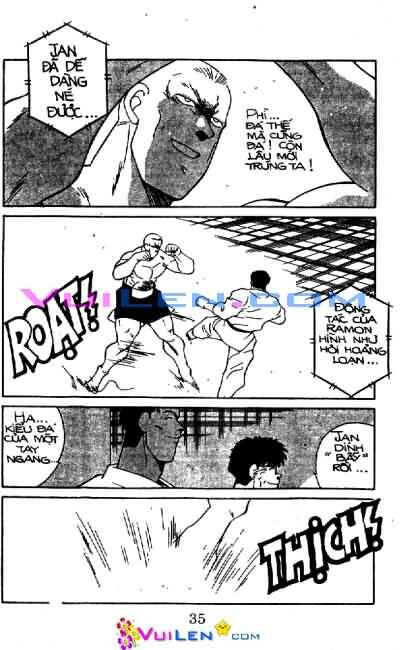 JAN
ĐÃ DỄ
DÀNG
NÉ
ĐƯỢC...
PHÌ...
ĐÁ THẾ
MÀ CŨNG
ĐÁ! CÒN
LÂU MỚI
TRÚNG TA!
ROẠT!
VUILEN.COM
ĐỘNG
TÁC CỦA
RAMON
HÌNH NHƯ
HƠI HOẢNG
LOẠN...
HA...
KIỂU ĐÁ
CỦA MỘT
TAY
NGANG...
JAN
DÍNH
"BẪY"
RỒI...
THỊCH!
35
VUILEN.COM